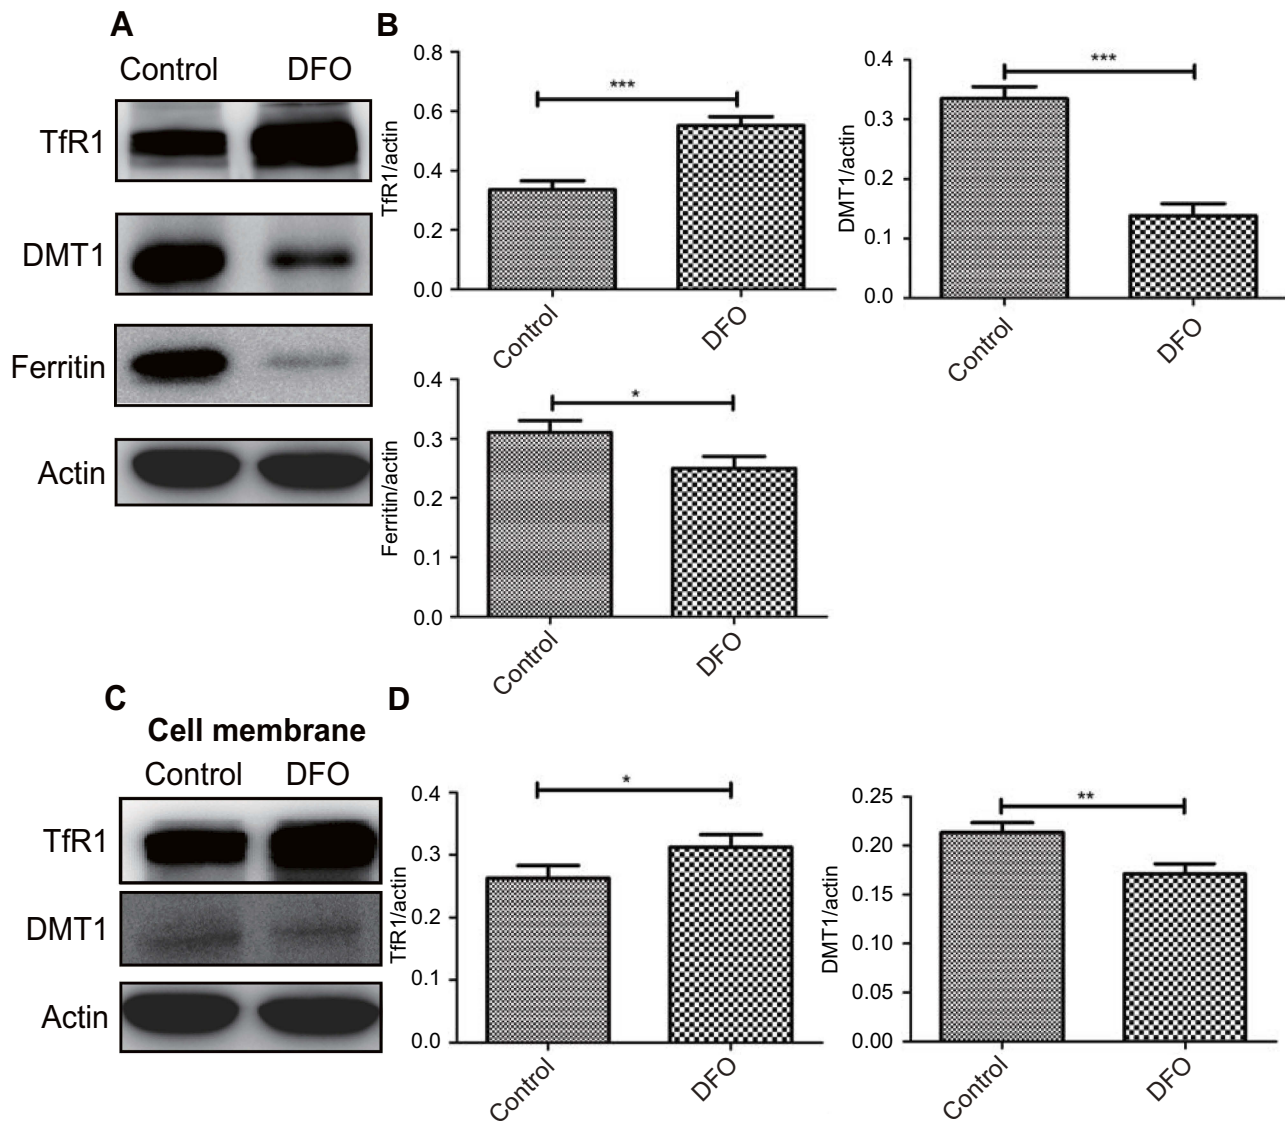 A
Control DFO
TfR1
DMT1
Ferritin
Actin
B
0.8
0.6
0.4
0.2
0.0
TfR1/actin
***
Control
DFO
0.4
0.3
0.2
0.1
0.0
DMT1/actin
***
Control
DFO
0.4
0.3
0.2
0.1
0.0
Ferritin/actin
*
Control
DFO
C
Cell membrane
Control DFO
TfR1
DMT1
Actin
D
0.4
0.3
0.2
0.1
0.0
TfR1/actin
*
Control
DFO
0.25
0.20
0.15
0.10
0.05
0.00
DMT1/actin
**
Control
DFO